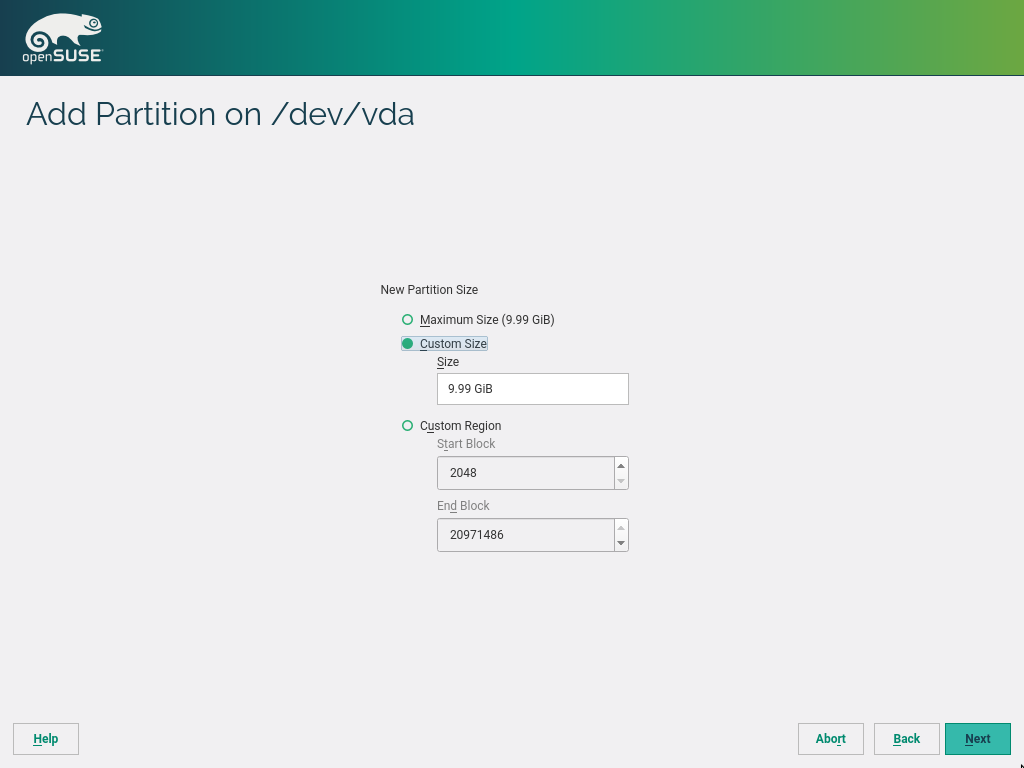 openSUSE
Add Partition on /dev/vda
New Partition Size
Maximum Size (9.99 GiB)
Custom Size
Size
9.99 GiB
Custom Region
Start Block
2048
End Block
20971486
Help
Abort
Back
Next